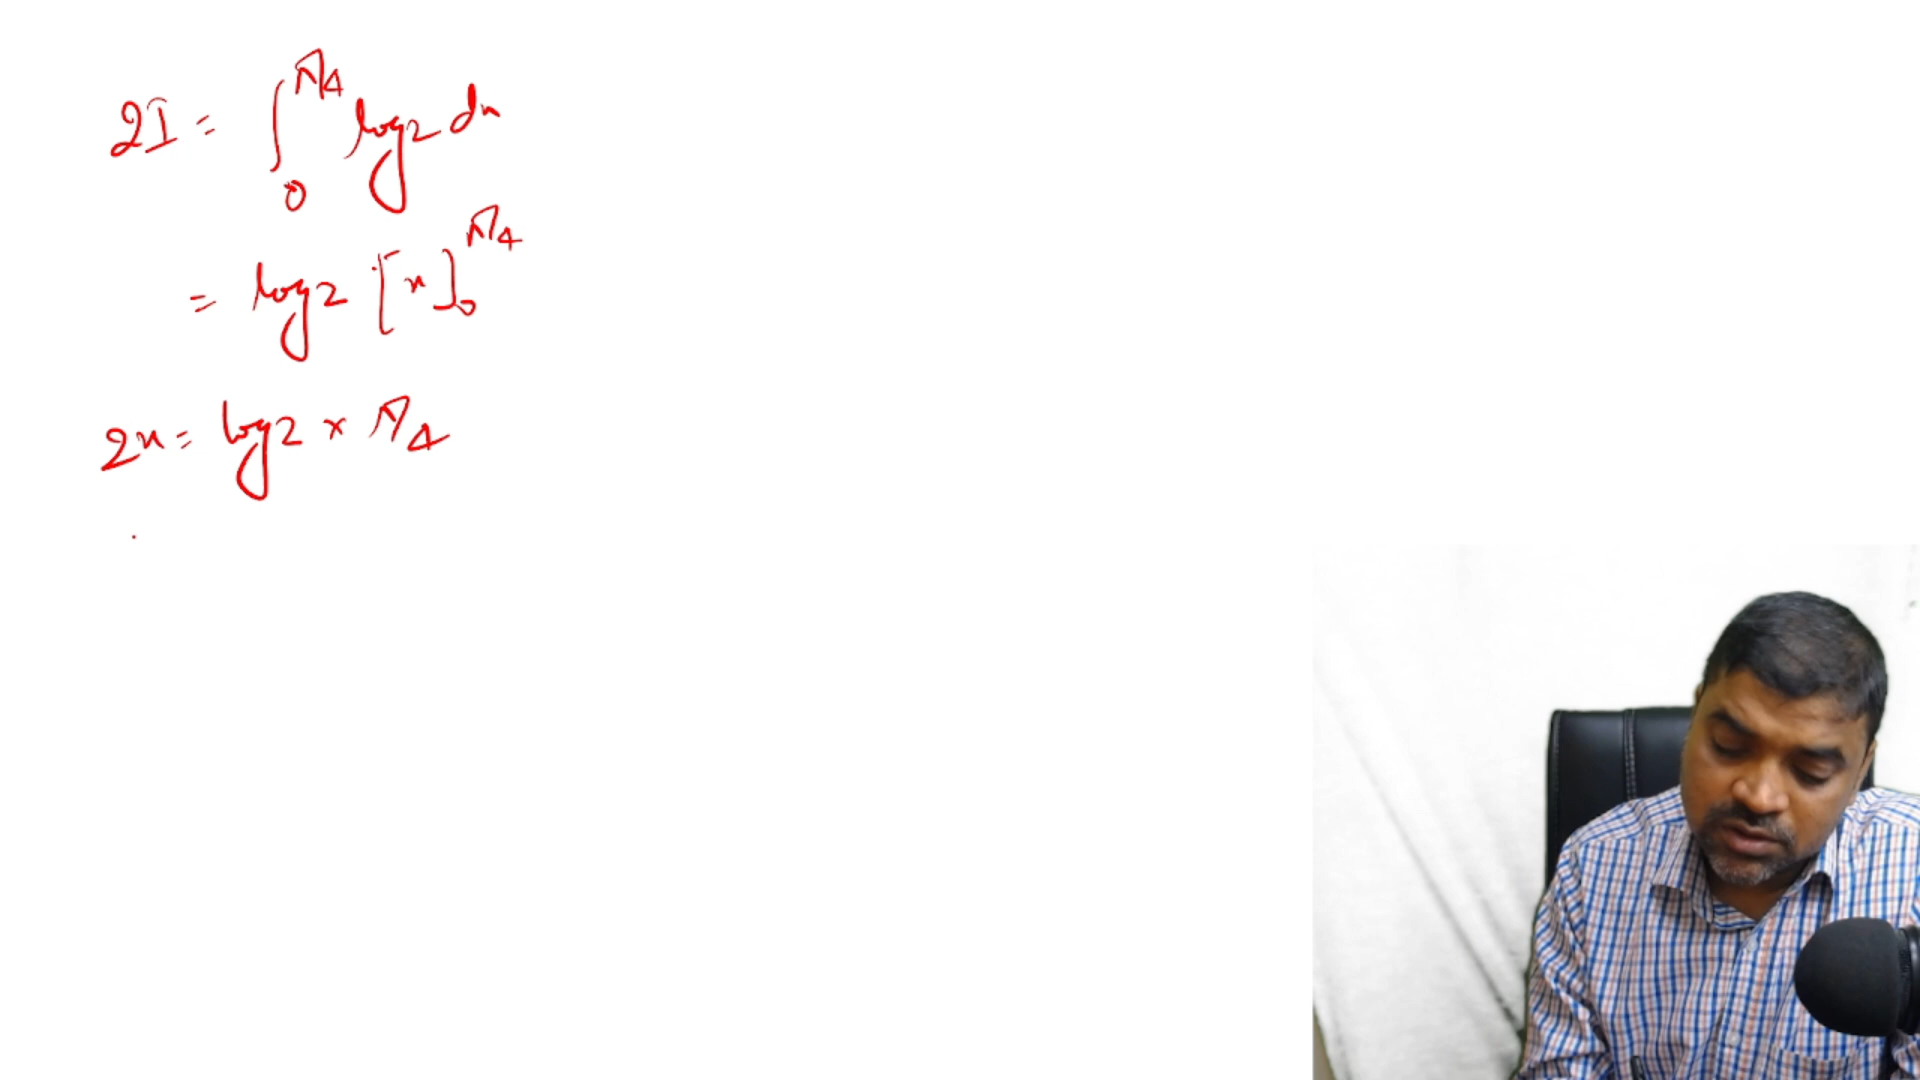 2I = ∫₀^π/4 log2 dx
= log2 [x]₀^π/4
2x = log2 × π/4